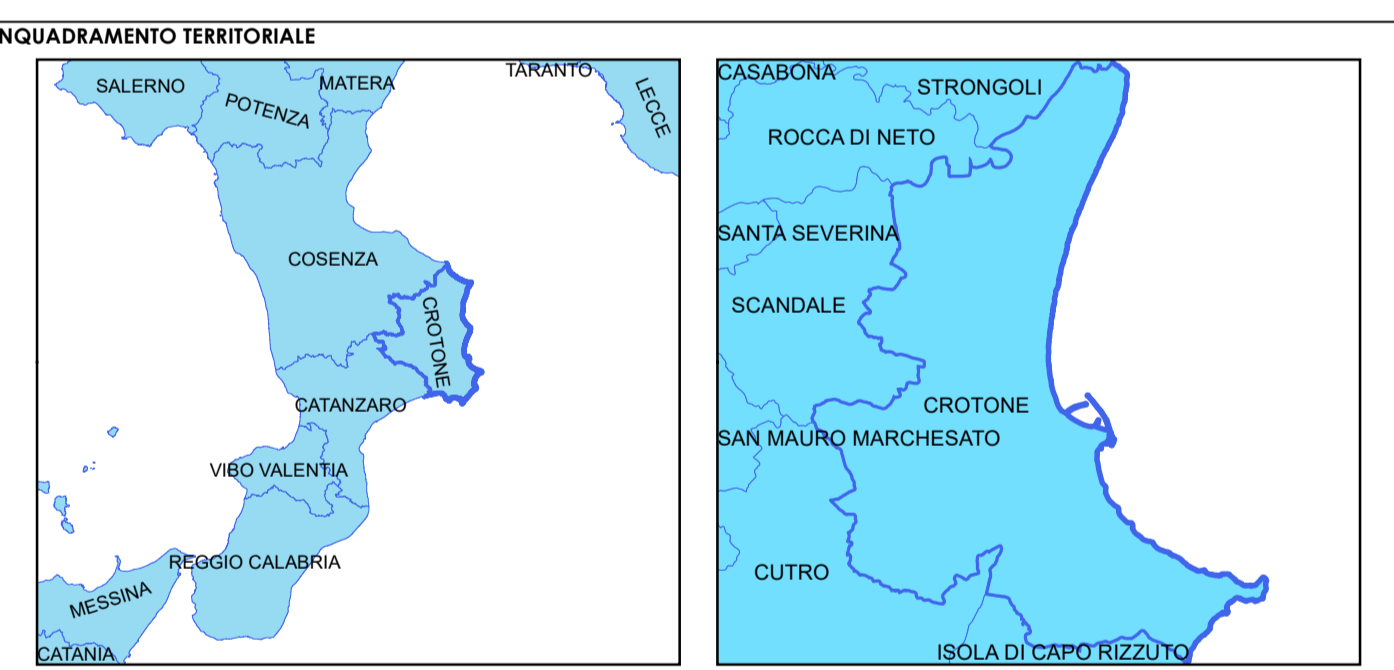 NQUADRAMENTO TERRITORIALE
SALERNO
POTENZA
MATERA
TARANTO
LECCE
COSENZA
CROTONE
CATANZARO
VIBO VALENTIA
REGGIO CALABRIA
MESSINA
CATANIA
CASABONA
STRONGOLI
ROCCA DI NETO
SANTA SEVERINA
SCANDALE
CROTONE
SAN MAURO MARCHESATO
CUTRO
ISOLA DI CAPO RIZZUTO